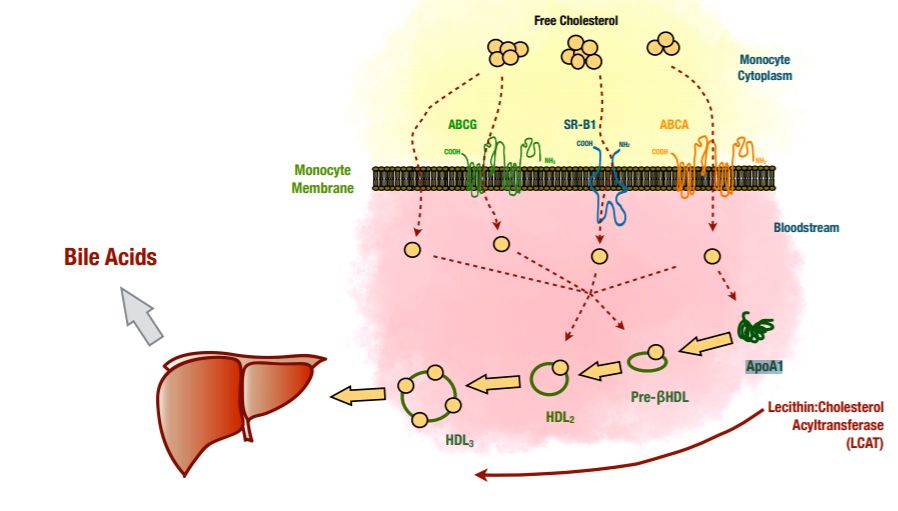 Free Cholesterol
Monocyte
Cytoplasm
ABCG
SR-B1
ABCA
COOH
NH₂
COOH
NH₂
COOH
NH₂
Monocyte
Membrane
Bloodstream
Bile Acids
ApoA1
Pre-βHDL
HDL₂
HDL₃
Lecithin:Cholesterol
Acyltransferase
(LCAT)